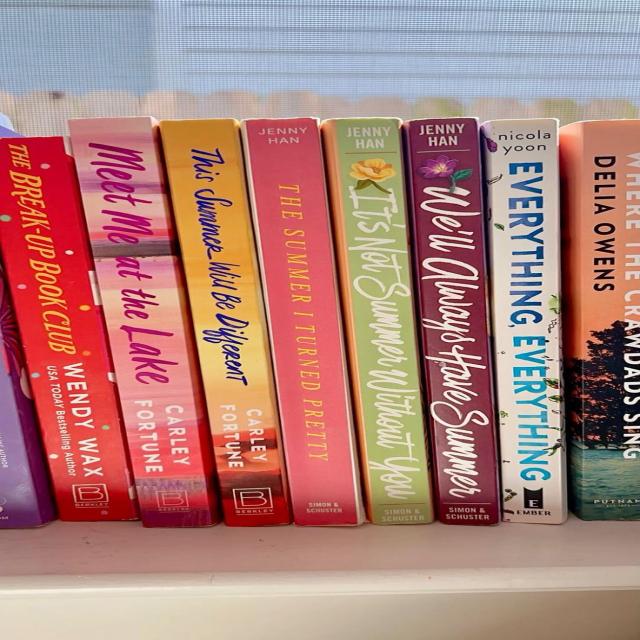 THE BREAK-UP BOOK CLUB
WENDY WAX
USA TODAY Bestselling Author
B
BERKLEY
Meet Me at the Lake
CARLEY
FORTUNE
B
BERKLEY
This Summer Will Be Different
CARLEY
FORTUNE
B
BERKLEY
JENNY
HAN
THE SUMMER I TURNED PRETTY
SIMON &
SCHUSTER
JENNY
HAN
It's Not Summer Without You
SIMON &
SCHUSTER
JENNY
HAN
We'll Always Have Summer
SIMON &
SCHUSTER
nicola
yoon
EVERYTHING, EVERYTHING
E
EMBER
WHERE THE CRAWDADS SING
DELIA OWENS
PUTNAM